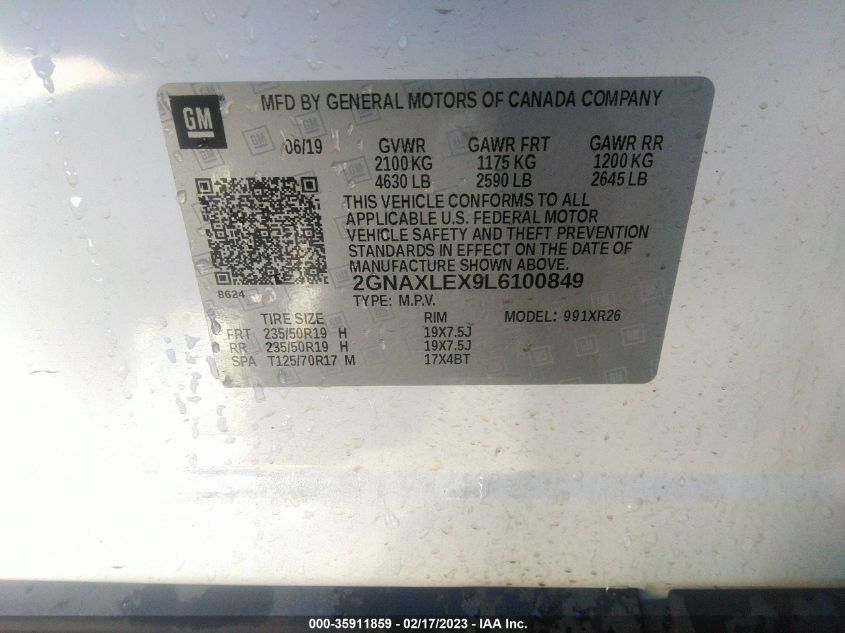 GM
MFD BY GENERAL MOTORS OF CANADA COMPANY
06/19 GVWR GAWR FRT GAWR RR
2100 KG 1175 KG 1200 KG
4630 LB 2590 LB 2645 LB
THIS VEHICLE CONFORMS TO ALL
APPLICABLE U.S. FEDERAL MOTOR
VEHICLE SAFETY AND THEFT PREVENTION
STANDARDS IN EFFECT ON THE DATE OF
MANUFACTURE SHOWN ABOVE.
8624
2GNAXLEX9L6100849
TYPE: M.P.V.
TIRE SIZE RIM MODEL: 991XR26
FRT 235/50R19 H 19X7.5J
RR 235/50R19 H 19X7.5J
SPA T125/70R17 M 17X4BT
000-35911859 - 02/17/2023 - IAA Inc.